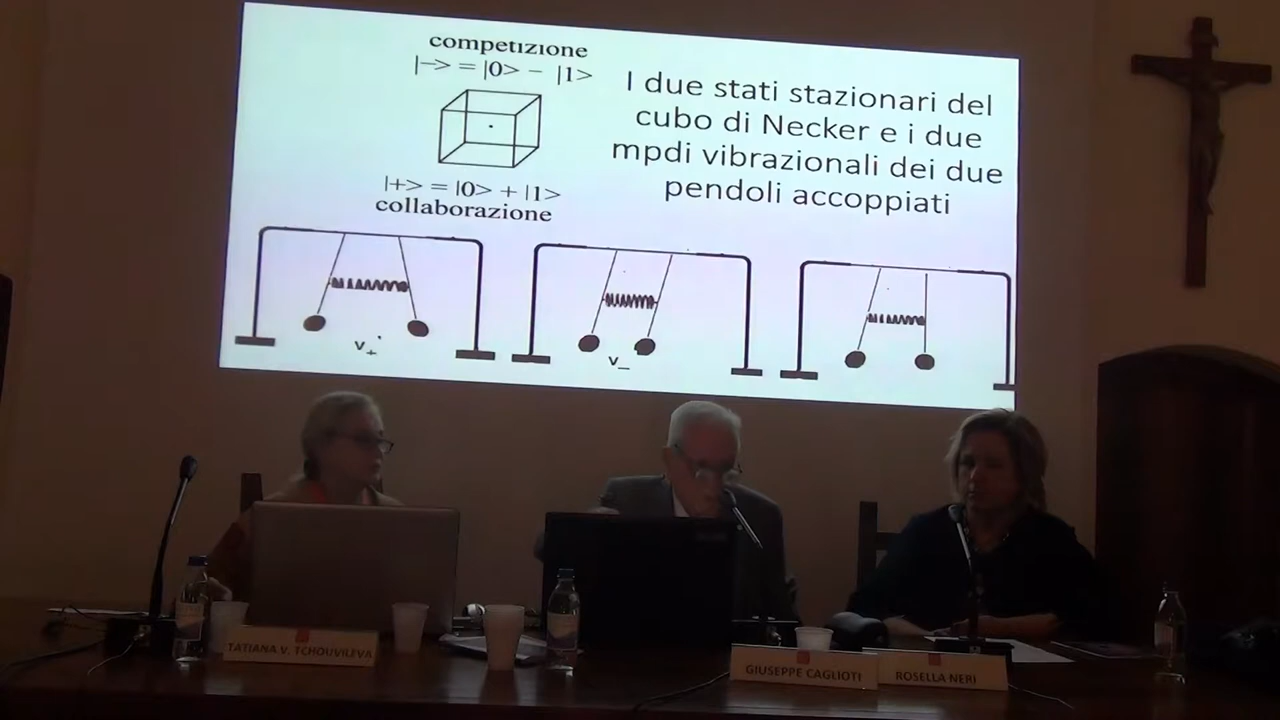 competizione
|−> = |0> − |1>
|+> = |0> + |1>
collaborazione
I due stati stazionari del
cubo di Necker e i due
mpdi vibrazionali dei due
pendoli accoppiati
v+
v−
TATIANA V. TCHOUVILEVA
GIUSEPPE CAGLIOTI
ROSELLA NERI